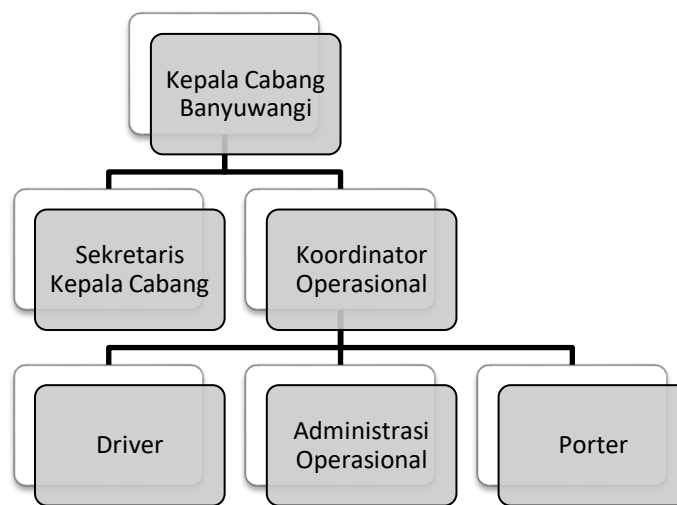 Kepala Cabang
Banyuwangi
Sekretaris
Kepala Cabang
Koordinator
Operasional
Driver
Administrasi
Operasional
Porter